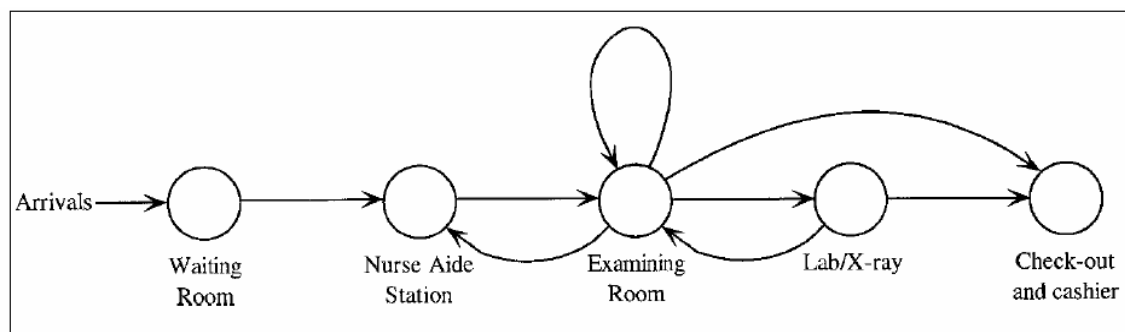 Arrivals
Waiting
Room
Nurse Aide
Station
Examining
Room
Lab/X-ray
Check-out
and cashier